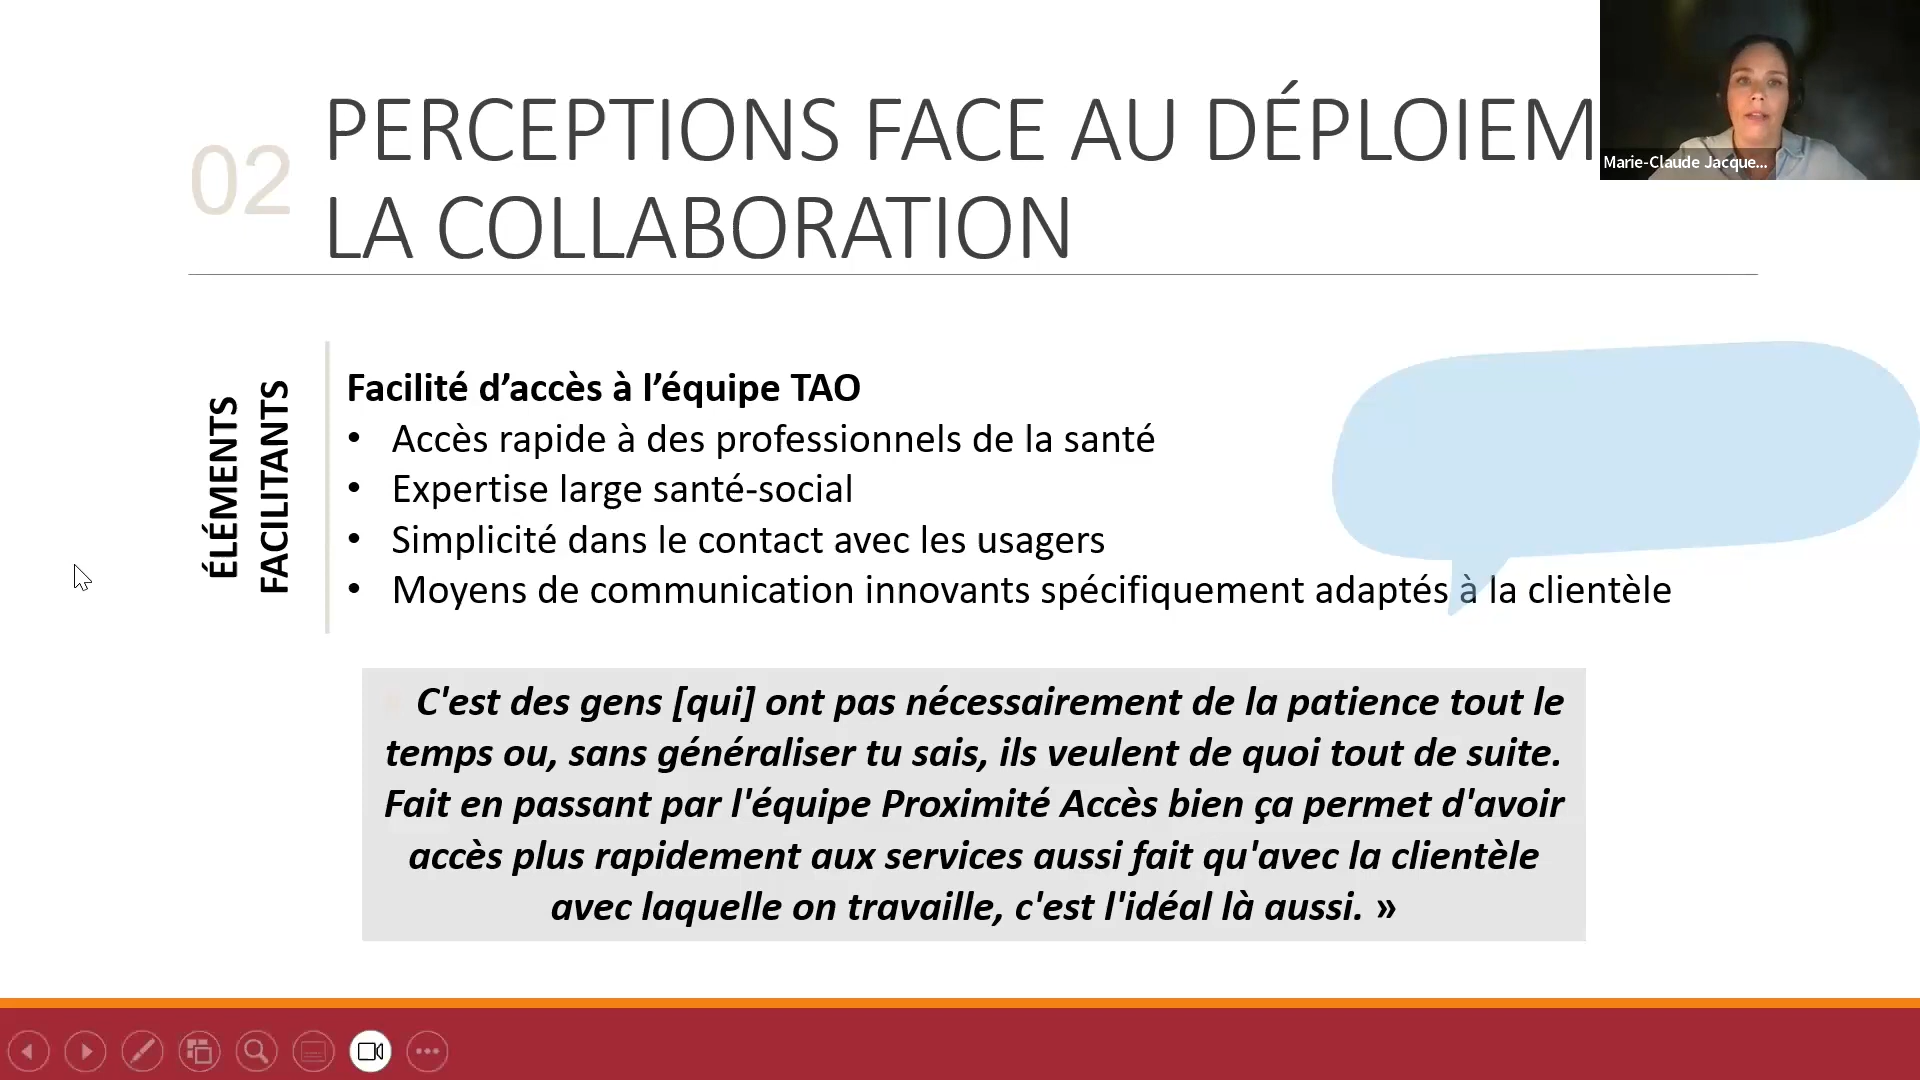 02
PERCEPTIONS FACE AU DÉPLOIEM
LA COLLABORATION
Marie-Claude Jacque...
ÉLÉMENTS
FACILITANTS
Facilité d’accès à l’équipe TAO
• Accès rapide à des professionnels de la santé
• Expertise large santé-social
• Simplicité dans le contact avec les usagers
• Moyens de communication innovants spécifiquement adaptés à la clientèle
« C'est des gens [qui] ont pas nécessairement de la patience tout le
temps ou, sans généraliser tu sais, ils veulent de quoi tout de suite.
Fait en passant par l'équipe Proximité Accès bien ça permet d'avoir
accès plus rapidement aux services aussi fait qu'avec la clientèle
avec laquelle on travaille, c'est l'idéal là aussi. »